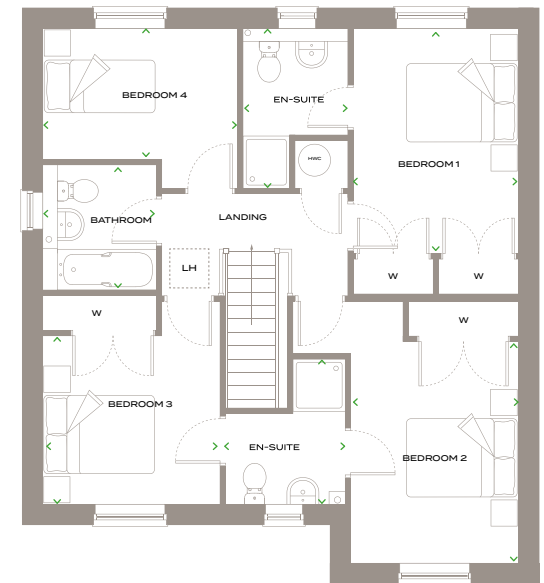 BEDROOM 4
EN-SUITE
BEDROOM 1
HWC
BATHROOM
LANDING
LH
W
W
W
W
BEDROOM 3
EN-SUITE
BEDROOM 2